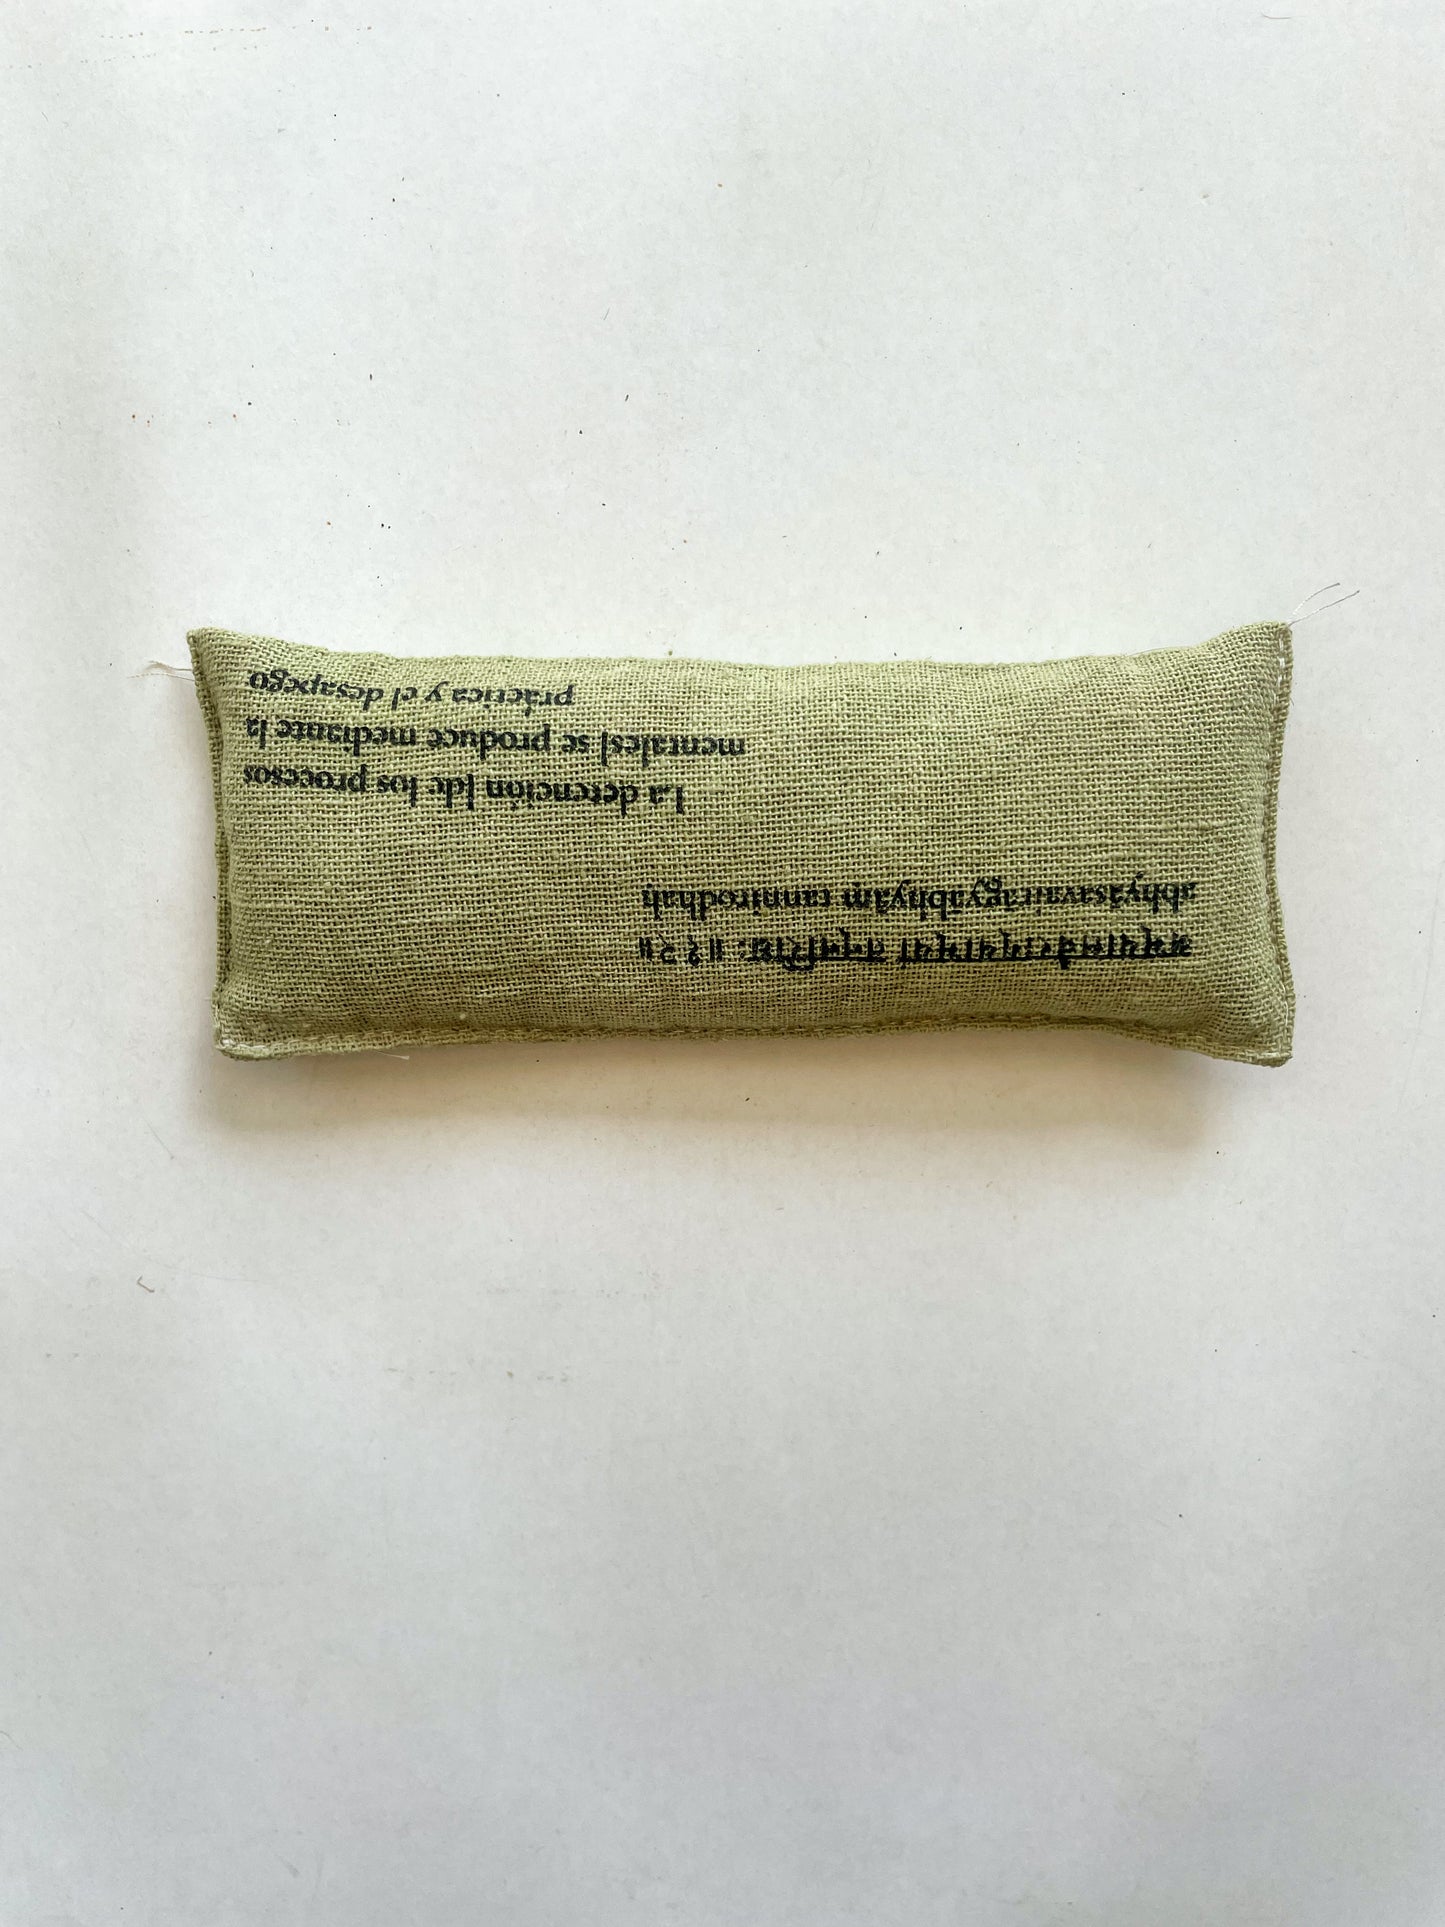 अभ्यासवैराग्याभ्यां तन्निरोधः ॥१२॥
abhyāsavairāgyābhyāṃ tannirodhaḥ
La detención [de los procesos
mentales] se produce mediante la
práctica y el desapego